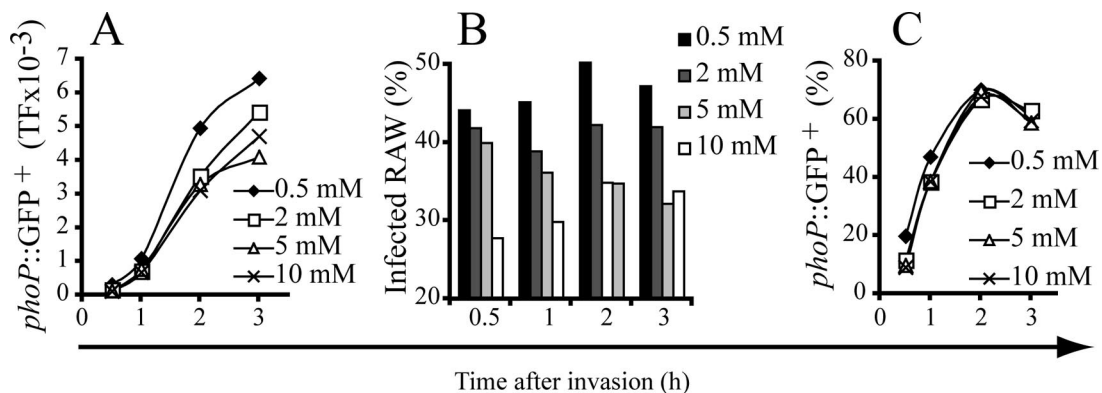 A
phoP::GFP + (TFx10-3)
7
6
5
4
3
2
1
0
0 1 2 3
0.5 mM
2 mM
5 mM
10 mM
B
Infected RAW (%)
50
40
30
20
0.5 1 2 3
0.5 mM
2 mM
5 mM
10 mM
C
phoP::GFP + (%)
80
60
40
20
0
0 1 2 3
0.5 mM
2 mM
5 mM
10 mM
Time after invasion (h)